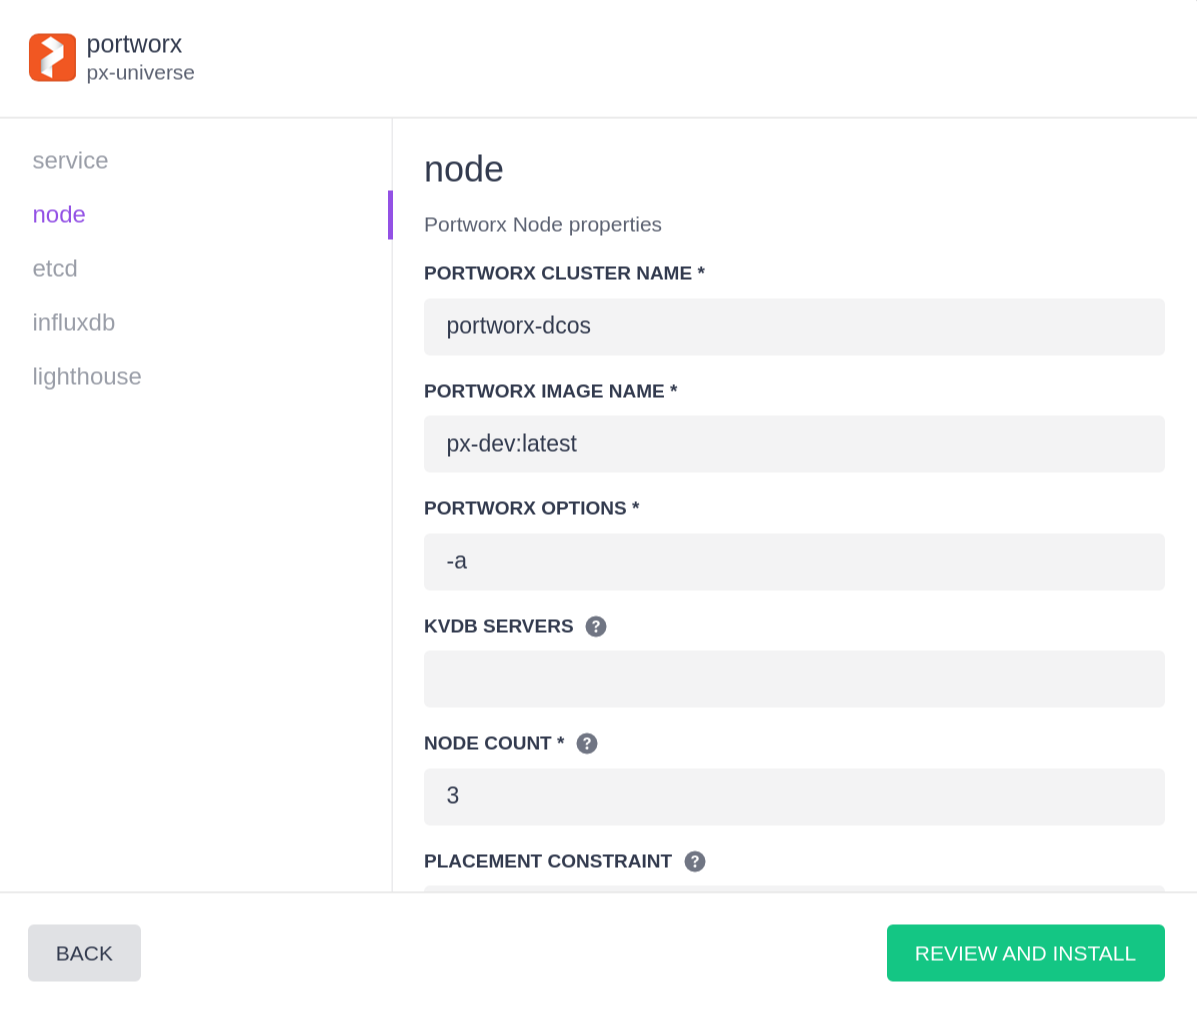 portworx
px-universe
service
node
etcd
influxdb
lighthouse
node
Portworx Node properties
PORTWORX CLUSTER NAME *
portworx-dcos
PORTWORX IMAGE NAME *
px-dev:latest
PORTWORX OPTIONS *
-a
KVDB SERVERS ?
NODE COUNT * ?
3
PLACEMENT CONSTRAINT ?
BACK
REVIEW AND INSTALL